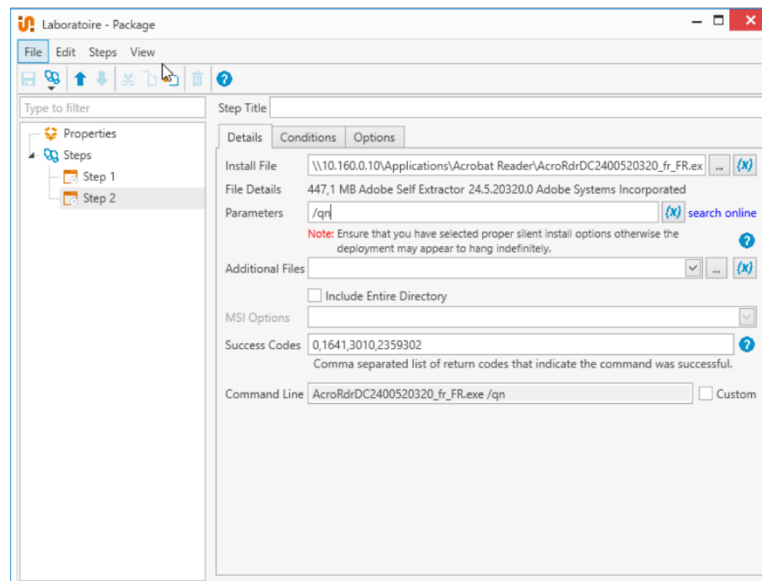 Laboratoire - Package
File Edit Steps View
Type to filter
Properties
Steps
Step 1
Step 2
Step Title
Details Conditions Options
Install File \\10.160.0.10\Applications\Acrobat Reader\AcroRdrDC2400520320_fr_FR.ex ... (x)
File Details 447,1 MB Adobe Self Extractor 24.5.20320.0 Adobe Systems Incorporated
Parameters /qn (x) search online
Note: Ensure that you have selected proper silent install options otherwise the
deployment may appear to hang indefinitely.
Additional Files ... (x)
Include Entire Directory
MSI Options
Success Codes 0,1641,3010,2359302
Comma separated list of return codes that indicate the command was successful.
Command Line AcroRdrDC2400520320_fr_FR.exe /qn Custom